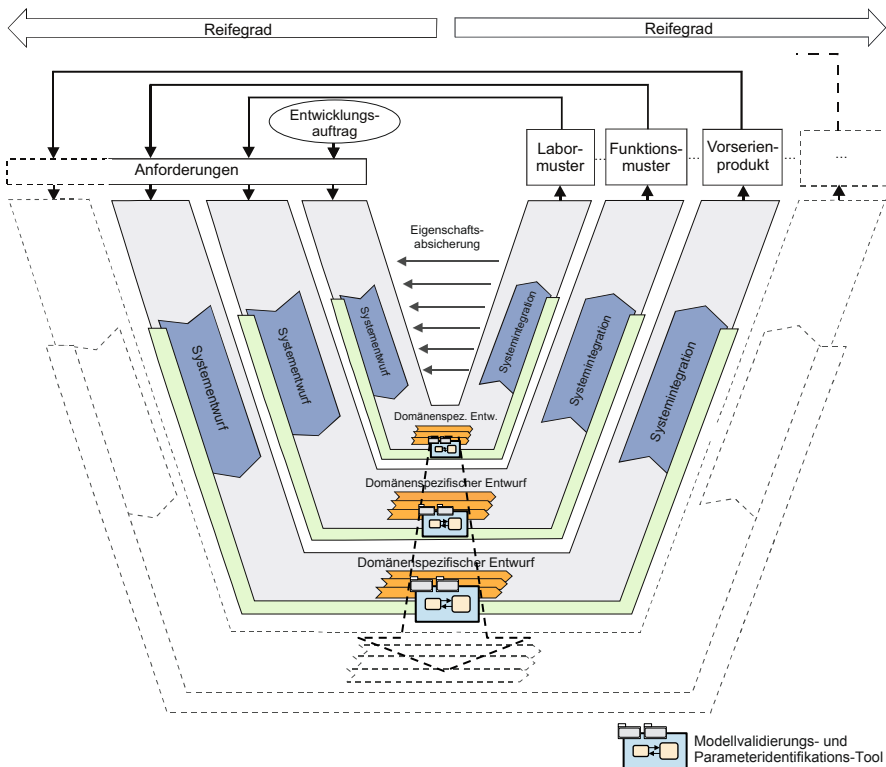 Reifegrad
Reifegrad
Entwicklungs-
auftrag
Anforderungen
Labor-
muster
Funktions-
muster
Vorserien-
produkt
...
Eigenschafts-
absicherung
Systementwurf
Systementwurf
Systementwurf
Systemintegration
Systemintegration
Systemintegration
Domänenspez. Entw.
Domänenspezifischer Entwurf
Domänenspezifischer Entwurf
Modellvalidierungs- und
Parameteridentifikations-Tool